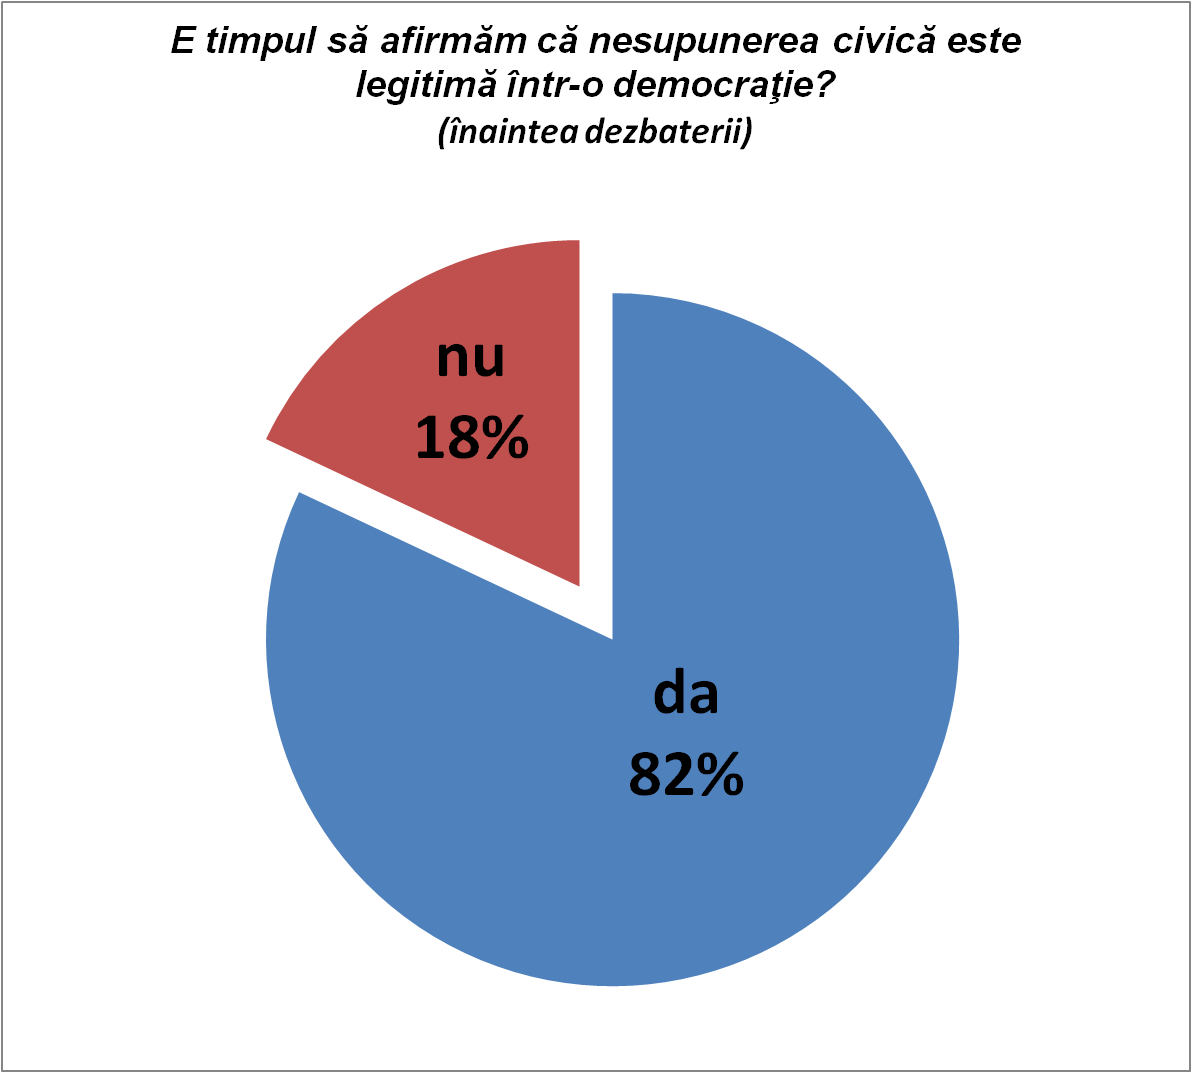 E timpul să afirmăm că nesupunerea civică este
legitimă într-o democraţie?
(înaintea dezbaterii)
nu
18%
da
82%